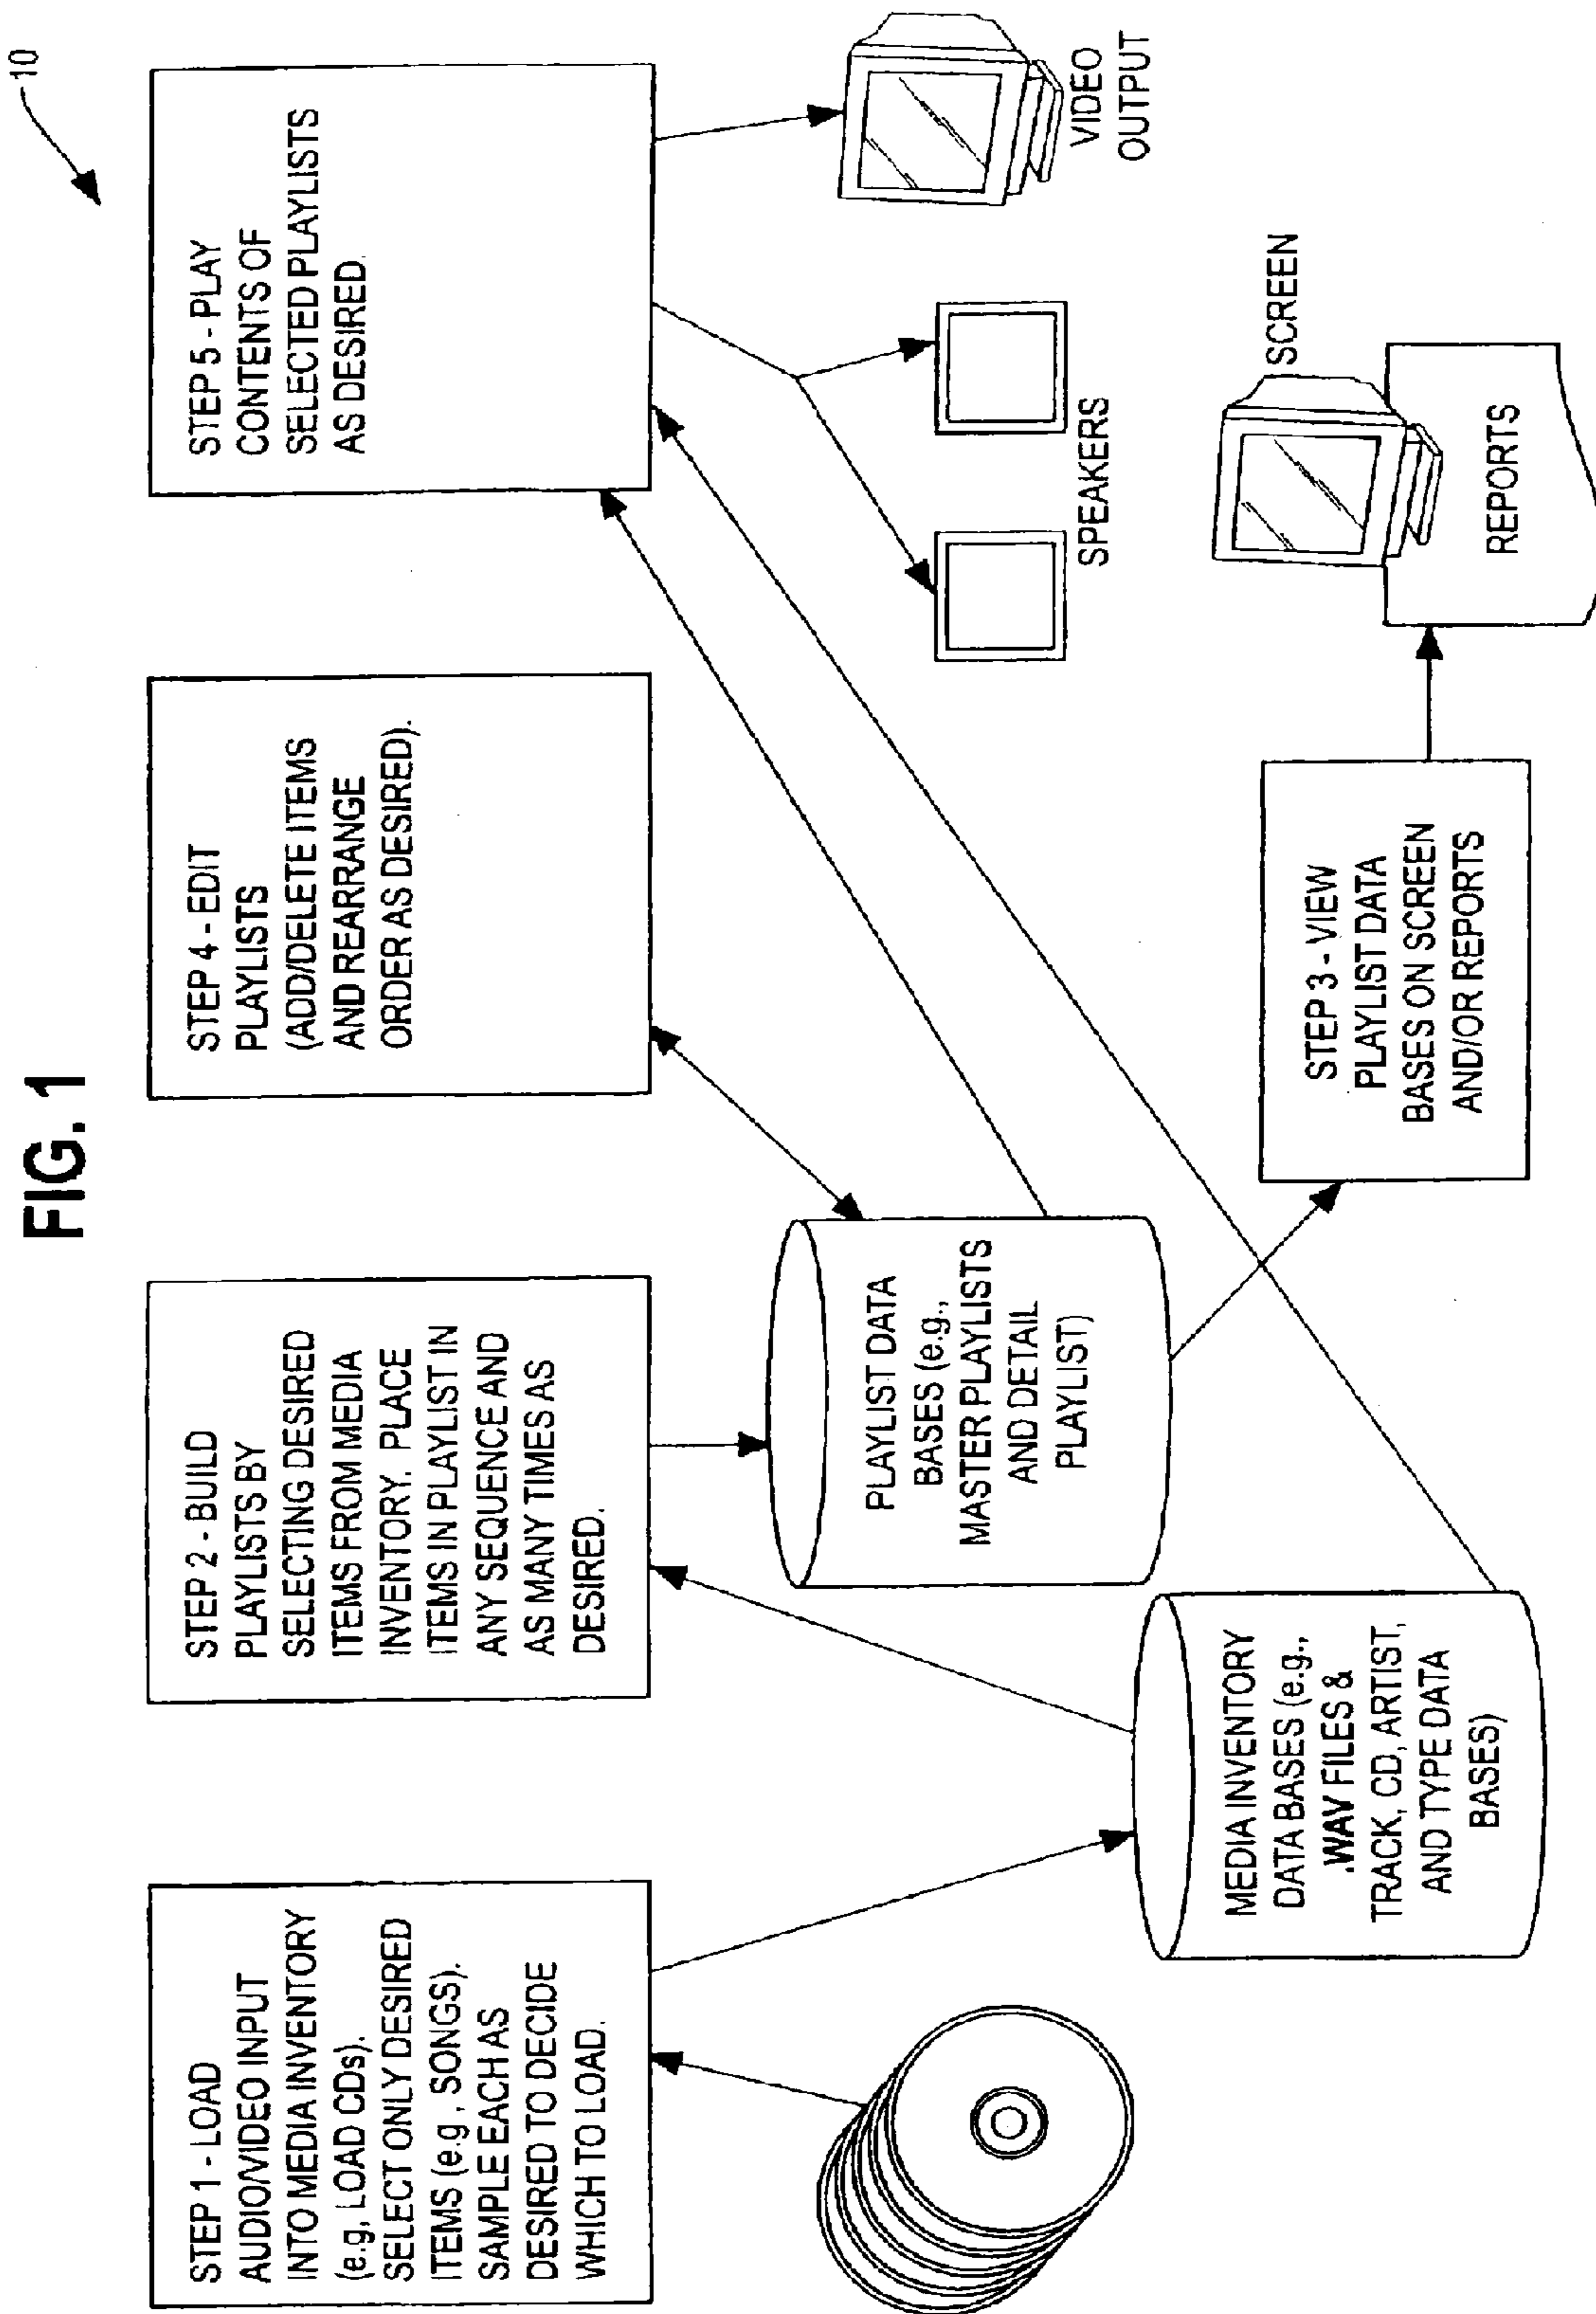 FIG. 1
10
STEP 1 - LOAD
AUDIO/VIDEO INPUT
INTO MEDIA INVENTORY
(e.g, LOAD CDs).
SELECT ONLY DESIRED
ITEMS (e.g., SONGS).
SAMPLE EACH AS
DESIRED TO DECIDE
WHICH TO LOAD.
STEP 2 - BUILD
PLAYLISTS BY
SELECTING DESIRED
ITEMS FROM MEDIA
INVENTORY. PLACE
ITEMS IN PLAYLIST IN
ANY SEQUENCE AND
AS MANY TIMES AS
DESIRED.
STEP 4 - EDIT
PLAYLISTS
(ADD/DELETE ITEMS
AND REARRANGE
ORDER AS DESIRED).
STEP 5 - PLAY
CONTENTS OF
SELECTED PLAYLISTS
AS DESIRED.
PLAYLIST DATA
BASES (e.g.,
MASTER PLAYLISTS
AND DETAIL
PLAYLIST)
SPEAKERS
VIDEO
OUTPUT
MEDIA INVENTORY
DATA BASES (e.g.,
.WAV FILES &
TRACK, CD, ARTIST,
AND TYPE DATA
BASES)
STEP 3 - VIEW
PLAYLIST DATA
BASES ON SCREEN
AND/OR REPORTS
SCREEN
REPORTS